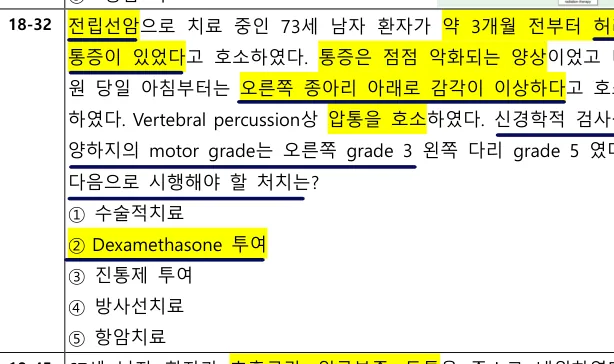 18-32
전립선암으로 치료 중인 73세 남자 환자가 약 3개월 전부터
통증이 있었다고 호소하였다. 통증은 점점 악화되는 양상이었고
원 당일 아침부터는 오른쪽 종아리 아래로 감각이 이상하다고
하였다. Vertebral percussion상 압통을 호소하였다. 신경학적 검사
양하지의 motor grade는 오른쪽 grade 3 왼쪽 다리 grade 5 였다
다음으로 시행해야 할 처치는?
① 수술적치료
② Dexamethasone 투여
③ 진통제 투여
④ 방사선치료
⑤ 항암치료